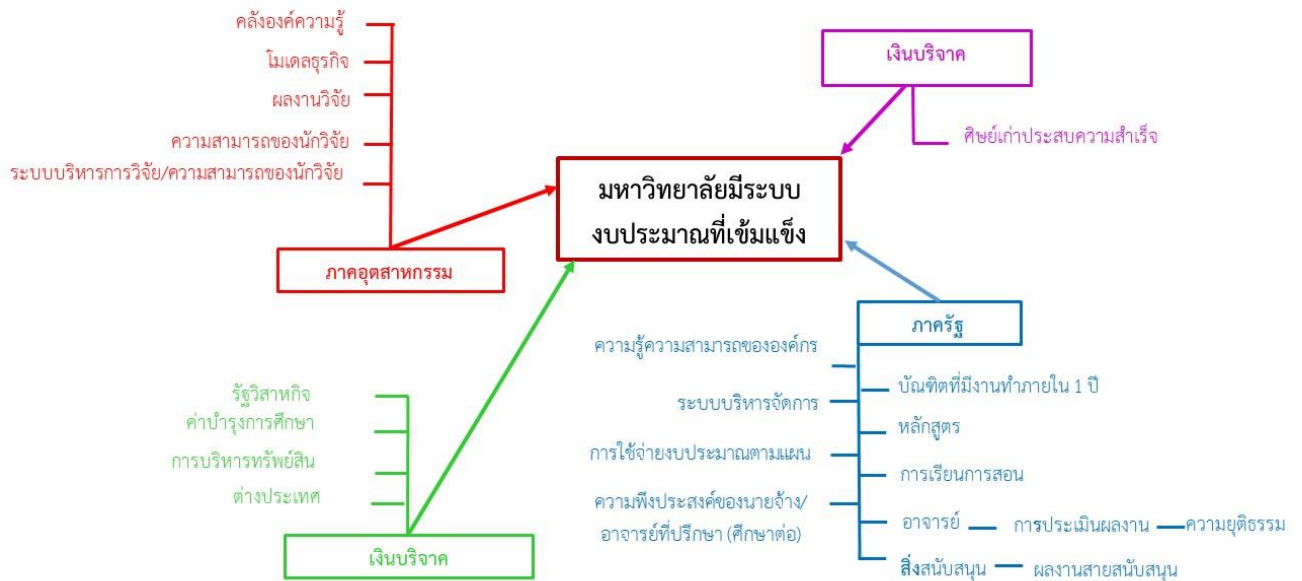 คลังองค์ความรู้
โมเดลธุรกิจ
ผลงานวิจัย
ความสามารถของนักวิจัย
ระบบบริหารการวิจัย/ความสามารถของนักวิจัย
ภาคอุตสาหกรรม
เงินบริจาค
ศิษย์เก่าประสบความสำเร็จ
มหาวิทยาลัยมีระบบ
งบประมาณที่เข้มแข็ง
รัฐวิสาหกิจ
ค่าบำรุงการศึกษา
การบริหารทรัพย์สิน
ต่างประเทศ
เงินบริจาค
ภาครัฐ
ความรู้ความสามารถขององค์กร
ระบบบริหารจัดการ
การใช้จ่ายงบประมาณตามแผน
ความพึงประสงค์ของนายจ้าง/
อาจารย์ที่ปรึกษา (ศึกษาต่อ)
บัณฑิตที่มีงานทำภายใน 1 ปี
หลักสูตร
การเรียนการสอน
อาจารย์ การประเมินผลงาน ความยุติธรรม
สิ่งสนับสนุน ผลงานสายสนับสนุน